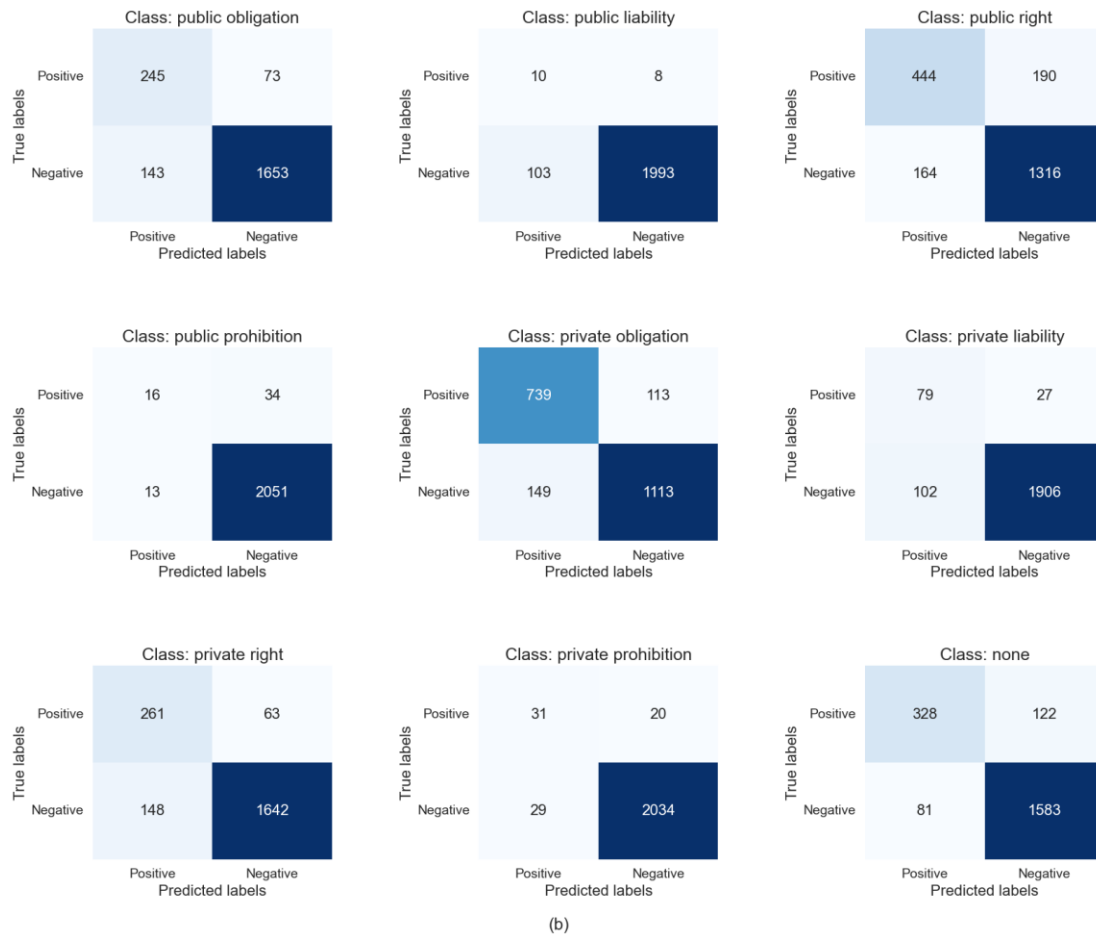 Class: public obligation
True labels
Positive
245
73
Negative
143
1653
Positive
Negative
Predicted labels
Class: public liability
True labels
Positive
10
8
Negative
103
1993
Positive
Negative
Predicted labels
Class: public right
True labels
Positive
444
190
Negative
164
1316
Positive
Negative
Predicted labels
Class: public prohibition
True labels
Positive
16
34
Negative
13
2051
Positive
Negative
Predicted labels
Class: private obligation
True labels
Positive
739
113
Negative
149
1113
Positive
Negative
Predicted labels
Class: private liability
True labels
Positive
79
27
Negative
102
1906
Positive
Negative
Predicted labels
Class: private right
True labels
Positive
261
63
Negative
148
1642
Positive
Negative
Predicted labels
Class: private prohibition
True labels
Positive
31
20
Negative
29
2034
Positive
Negative
Predicted labels
Class: none
True labels
Positive
328
122
Negative
81
1583
Positive
Negative
Predicted labels
(b)